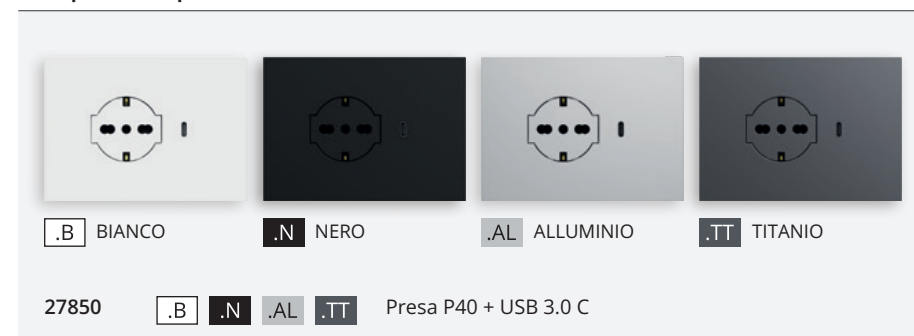 .B BIANCO .N NERO .AL ALLUMINIO .TT TITANIO
27850 .B .N .AL .TT Presa P40 + USB 3.0 C